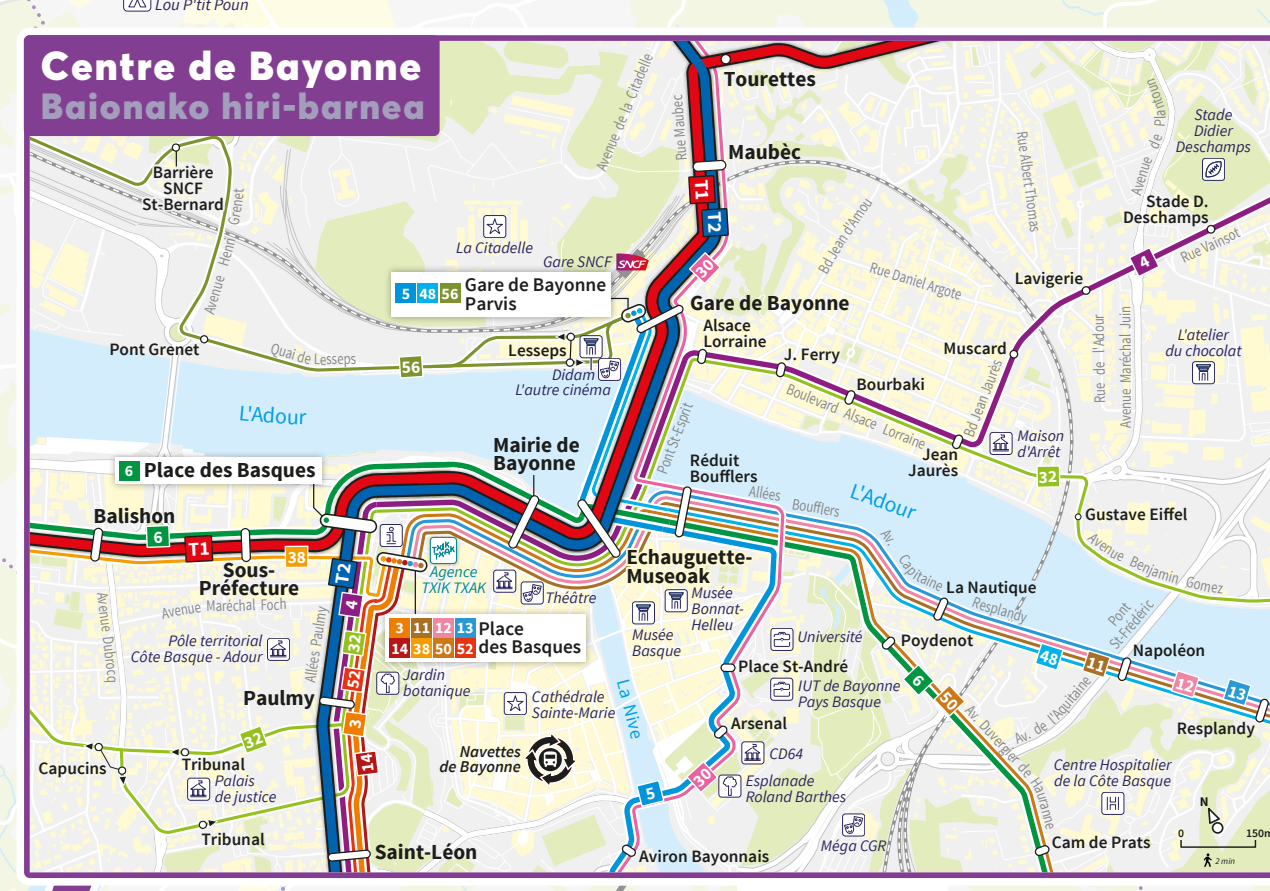 Lou P'tit Poun
Centre de Bayonne
Baionako hiri-barnea
Tourettes
Avenue de la Citadelle
Rue Maubec
Maubèc
T1
T2
30
Rue Albert Thomas
Avenue de Plantoun
Stade
Didier
Deschamps
Barrière
SNCF
St-Bernard
Avenue Henri Grenet
Stade D.
Deschamps
Rue Vainsot
4
La Citadelle
Gare SNCF
SNCF
Bd Jean d'Amou
Rue Daniel Argote
Lavigerie
5 48 56 Gare de Bayonne
Parvis
Gare de Bayonne
Alsace
Lorraine
J. Ferry
Bourbaki
Muscard
Rue de l'Adour
Avenue Maréchal Juin
L'atelier
du chocolat
Pont Grenet
Quai de Lesseps
56
Lesseps
Didam
L'autre cinéma
Boulevard Alsace Lorraine
Bd Jean Jaurès
Jean
Jaurès
Maison
d'Arrêt
32
L'Adour
Pont St-Esprit
Mairie de
Bayonne
Réduit
Boufflers
Allées Boufflers
L'Adour
6 Place des Basques
Balishon
6
T1
38
Sous-
Préfecture
Avenue Maréchal Foch
T2
Agence
TXIK TXAK
TXIK
TXAK
Théâtre
Echauguette-
Museoak
Gustave Eiffel
Avenue Benjamin Gomez
Av. Capitaine Resplandy
La Nautique
Musée
Bonnat-
Helleu
Musée
Basque
4
32
52
3
14
3 11 12 13 Place
14 38 50 52 des Basques
Avenue Dubrocq
Allées Paulmy
Pôle territorial
Côte Basque - Adour
Jardin
botanique
Paulmy
Université
Place St-André
IUT de Bayonne
Pays Basque
Poydenot
Pont
St-Frédéric
Napoléon
48
11
12
13
Resplandy
6
50
Cathédrale
Sainte-Marie
La Nive
Arsenal
CD64
Av. de l'Aquitaine
Av. Duvergier de Hauranne
32
Capucins
Tribunal
Palais
de justice
Tribunal
Navettes
de Bayonne
5
30
Esplanade
Roland Barthes
Centre Hospitalier
de la Côte Basque
H
Méga CGR
Saint-Léon
Aviron Bayonnais
Cam de Prats
N
0 150m
2 min